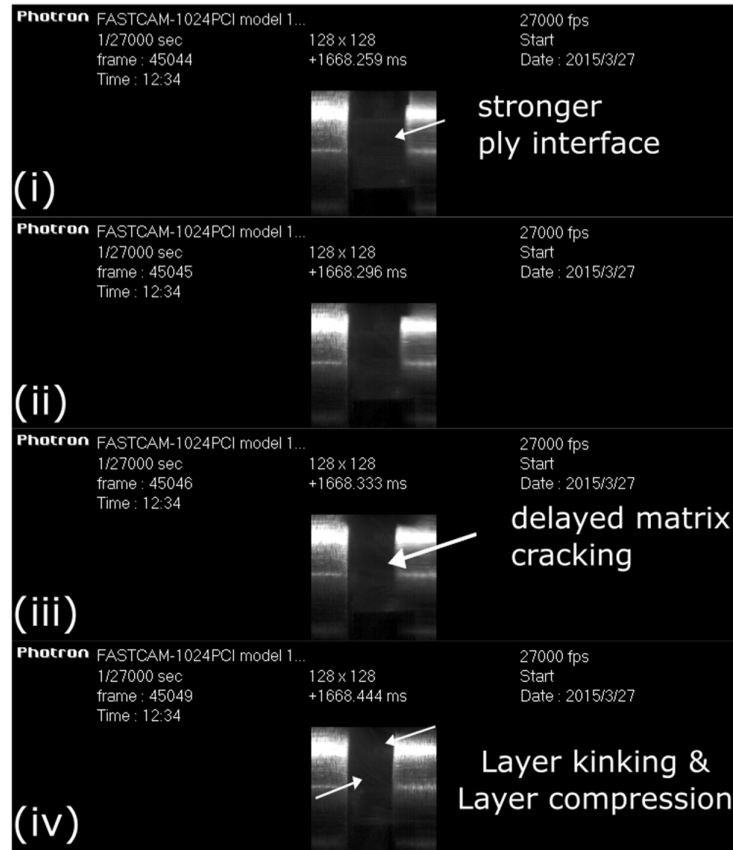 Photron FASTCAM-1024PCI model 1... 27000 fps
1/27000 sec 128 x 128 Start
frame : 45044 +1668.259 ms Date : 2015/3/27
Time : 12:34
stronger
ply interface
(i)
Photron FASTCAM-1024PCI model 1... 27000 fps
1/27000 sec 128 x 128 Start
frame : 45045 +1668.296 ms Date : 2015/3/27
Time : 12:34
(ii)
Photron FASTCAM-1024PCI model 1... 27000 fps
1/27000 sec 128 x 128 Start
frame : 45046 +1668.333 ms Date : 2015/3/27
Time : 12:34
delayed matrix
cracking
(iii)
Photron FASTCAM-1024PCI model 1... 27000 fps
1/27000 sec 128 x 128 Start
frame : 45049 +1668.444 ms Date : 2015/3/27
Time : 12:34
Layer kinking &
Layer compression
(iv)